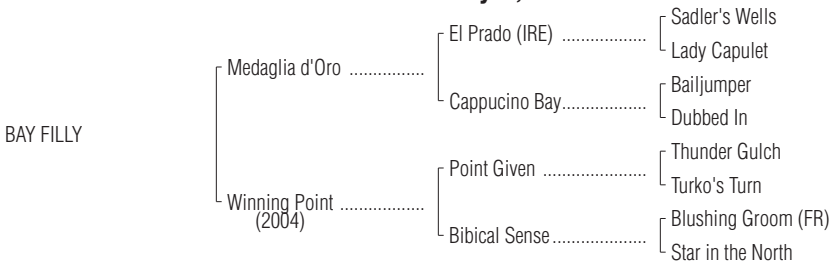 Sadler's Wells
El Prado (IRE) ..................
Lady Capulet
Medaglia d'Oro ................
Bailjumper
Cappucino Bay..................
Dubbed In
BAY FILLY
Thunder Gulch
Point Given ......................
Turko's Turn
Winning Point ..................
(2004)
Blushing Groom (FR)
Bibical Sense....................
Star in the North